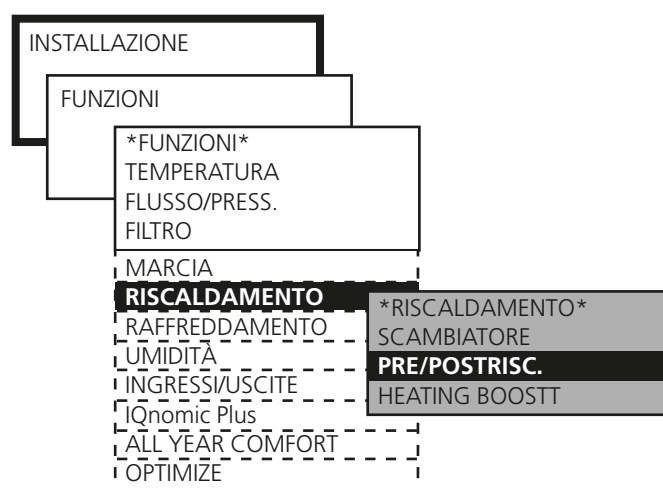 INSTALLAZIONE
FUNZIONI
*FUNZIONI*
TEMPERATURA
FLUSSO/PRESS.
FILTRO
MARCIA
RISCALDAMENTO
RAFFREDDAMENTO
UMIDITÀ
INGRESSI/USCITE
IQnomic Plus
ALL YEAR COMFORT
OPTIMIZE
*RISCALDAMENTO*
SCAMBIATORE
PRE/POSTRISC.
HEATING BOOSTT